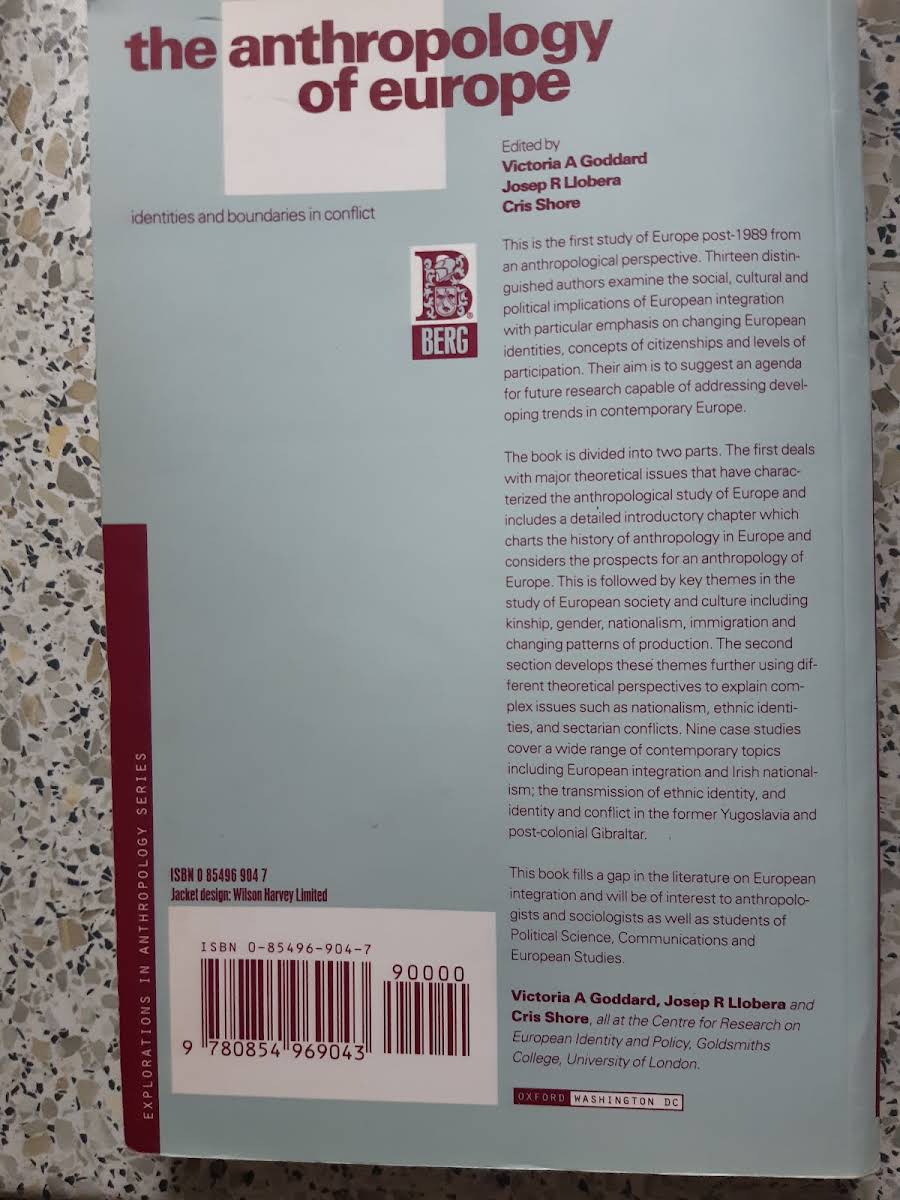 the anthropology
of europe
identities and boundaries in conflict
Edited by
Victoria A Goddard
Josep R Llobera
Cris Shore
B
BERG
This is the first study of Europe post-1989 from
an anthropological perspective. Thirteen distin-
guished authors examine the social, cultural and
political implications of European integration
with particular emphasis on changing European
identities, concepts of citizenships and levels of
participation. Their aim is to suggest an agenda
for future research capable of addressing devel-
oping trends in contemporary Europe.
The book is divided into two parts. The first deals
with major theoretical issues that have charac-
terized the anthropological study of Europe and
includes a detailed introductory chapter which
charts the history of anthropology in Europe and
considers the prospects for an anthropology of
Europe. This is followed by key themes in the
study of European society and culture including
kinship, gender, nationalism, immigration and
changing patterns of production. The second
section develops these themes further using dif-
ferent theoretical perspectives to explain com-
plex issues such as nationalism, ethnic identi-
ties, and sectarian conflicts. Nine case studies
cover a wide range of contemporary topics
including European integration and Irish national-
ism; the transmission of ethnic identity, and
identity and conflict in the former Yugoslavia and
post-colonial Gibraltar.
This book fills a gap in the literature on European
integration and will be of interest to anthropolo-
gists and sociologists as well as students of
Political Science, Communications and
European Studies.
Victoria A Goddard, Josep R Llobera and
Cris Shore, all at the Centre for Research on
European Identity and Policy, Goldsmiths
College, University of London.
OXFORD WASHINGTON DC
EXPLORATIONS IN ANTHROPOLOGY SERIES
ISBN 0 85496 904 7
Jacket design: Wilson Harvey Limited
ISBN 0-85496-904-7
90000
9 780854 969043